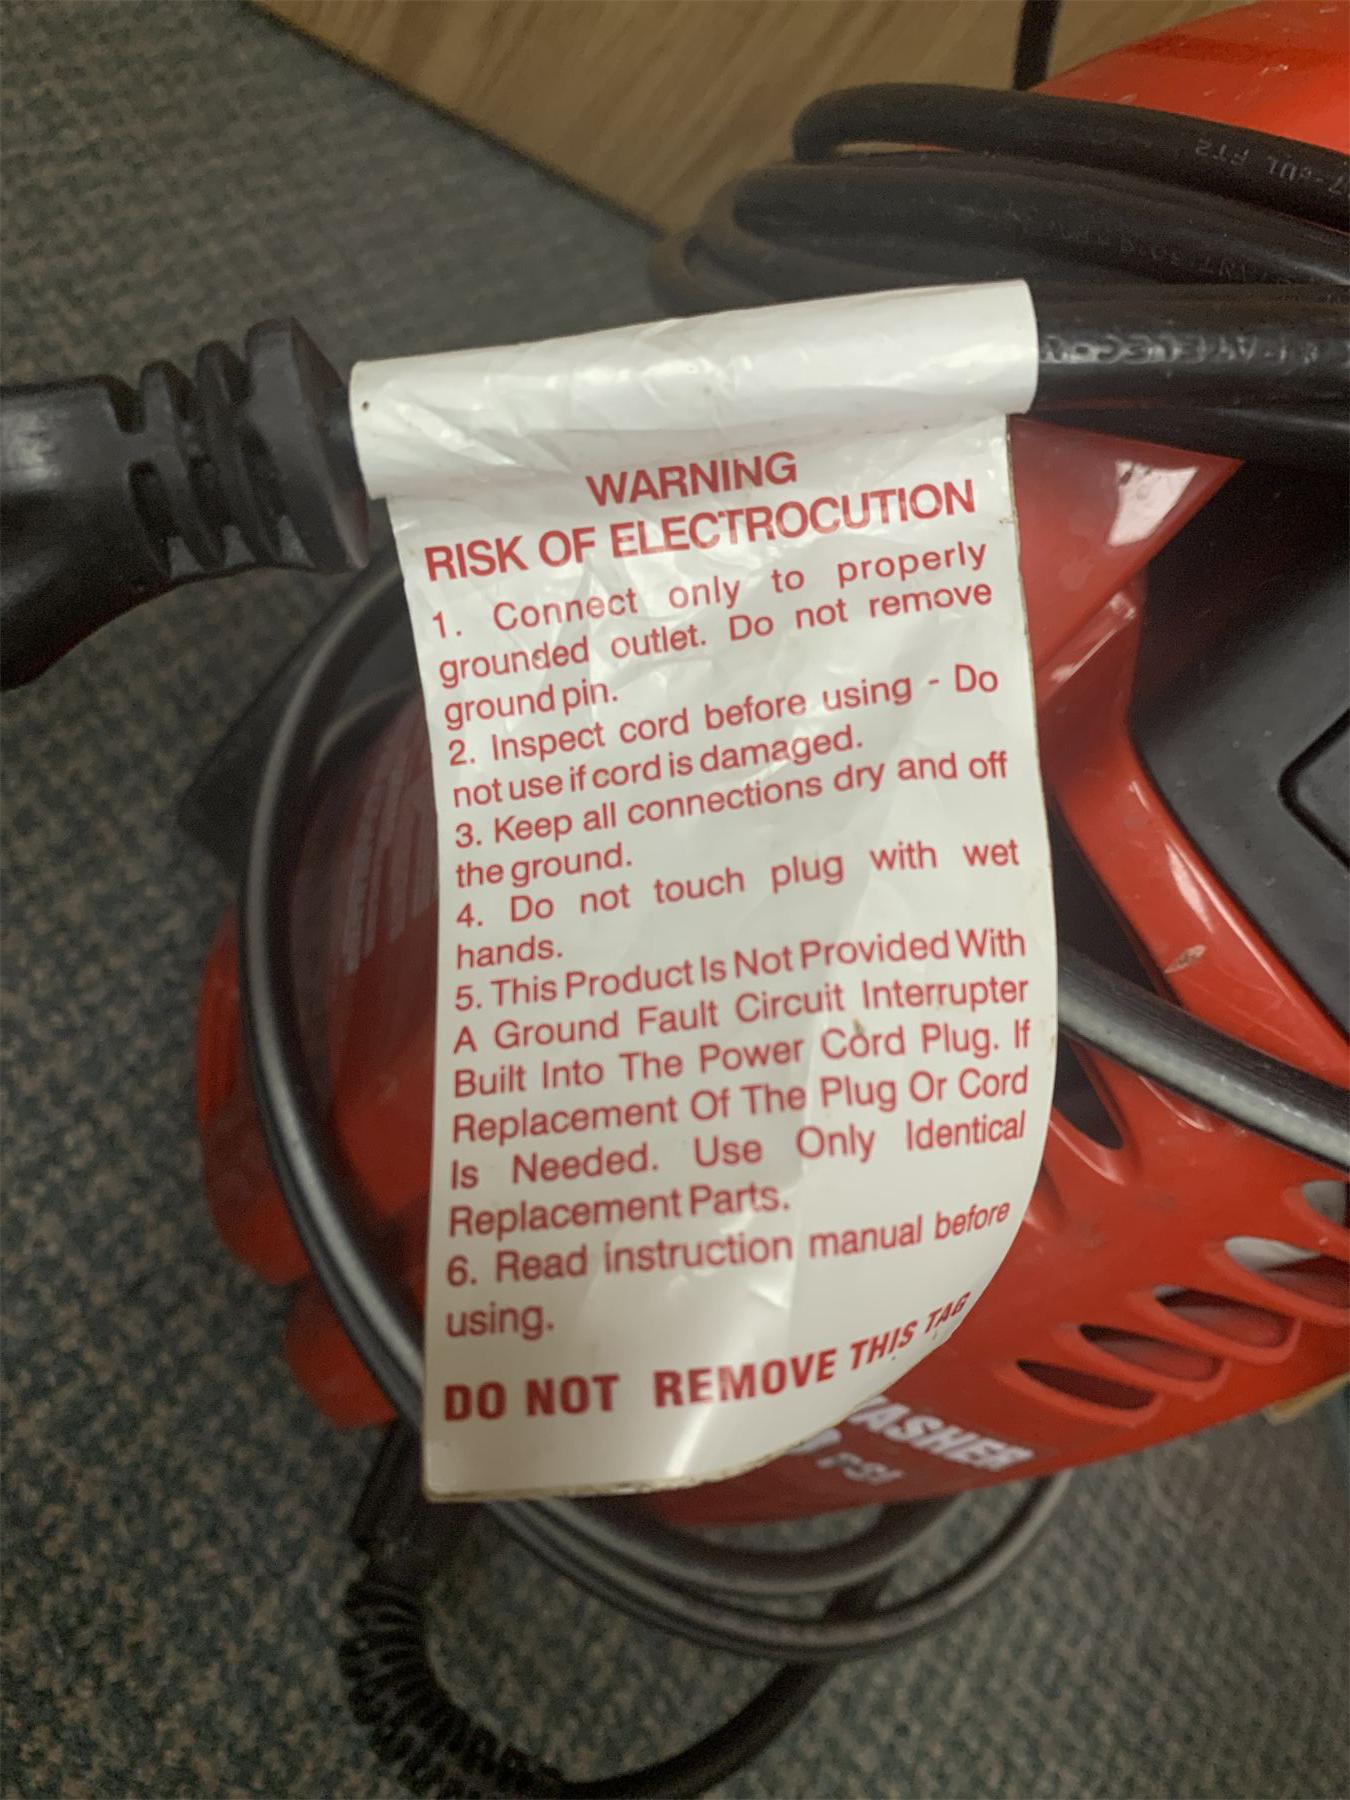 FT2
WARNING
RISK OF ELECTROCUTION
1. Connect only to properly
grounded outlet. Do not remove
ground pin.
2. Inspect cord before using - Do
not use if cord is damaged.
3. Keep all connections dry and off
the ground.
4. Do not touch plug with wet
hands.
5. This Product Is Not Provided With
A Ground Fault Circuit Interrupter
Built Into The Power Cord Plug. If
Replacement Of The Plug Or Cord
Is Needed. Use Only Identical
Replacement Parts.
6. Read instruction manual before
using.
DO NOT REMOVE THIS TAG
WASHER
PSI